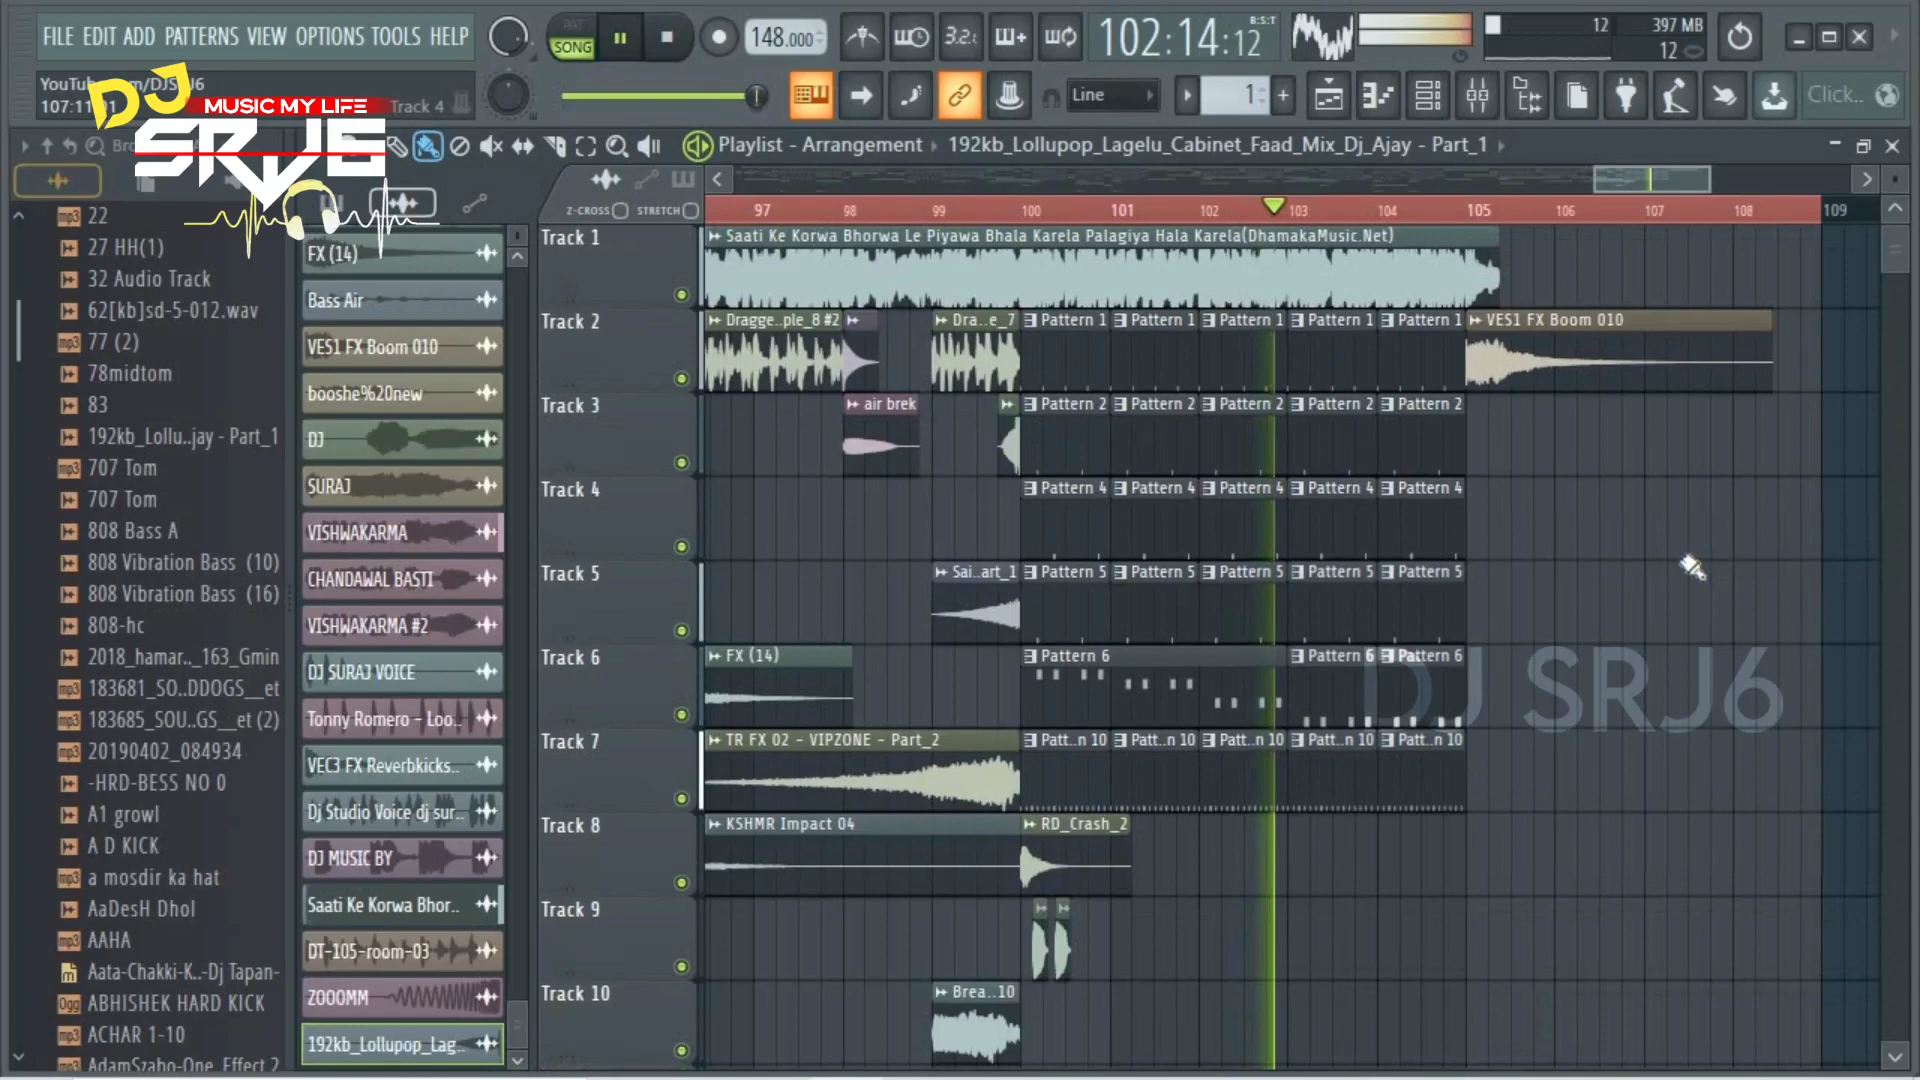 FILE EDIT ADD PATTERNS VIEW OPTIONS TOOLS HELP
PAT
SONG
148.000
3.2.
102:14:12
B:S:T
12
397 MB
12
107:11:01
Track 4
DJ
MUSIC MY LIFE
SRJ6
Line
1
Click..
Playlist - Arrangement
192kb_Lollupop_Lagelu_Cabinet_Faad_Mix_Dj_Ajay - Part_1
Z-CROSS
STRETCH
97 98 99 100 101 102 103 104 105 106 107 108 109
22
27 HH(1)
32 Audio Track
62[kb]sd-5-012.wav
77 (2)
78midtom
83
192kb_Lollu..jay - Part_1
707 Tom
707 Tom
808 Bass A
808 Vibration Bass (10)
808 Vibration Bass (16)
808-hc
2018_hamar.._163_Gmin
183681_SO..DDOGS__et
183685_SOU..GS__et (2)
20190402_084934
-HRD-BESS NO 0
A1 growl
A D KICK
a mosdir ka hat
AaDesH Dhol
AAHA
Aata-Chakki-K..-Dj Tapan-
ABHISHEK HARD KICK
ACHAR 1-10
AdamSzabo-One_Effect 2
FX (14)
Bass Air
VES1 FX Boom 010
booshe%20new
DJ
SURAJ
VISHWAKARMA
CHANDAWAL BASTI
VISHWAKARMA #2
DJ SURAJ VOICE
Tonny Romero - Loo..
VEC3 FX Reverbkicks..
Dj Studio Voice dj sur..
DJ MUSIC BY
Saati Ke Korwa Bhor..
DT-105-room-03
ZOOOMM
192kb_Lollupop_Lag..
Track 1
Saati Ke Korwa Bhorwa Le Piyawa Bhala Karela Palagiya Hala Karela(DhamakaMusic.Net)
Track 2
Dragge..ple_8 #2
Dra..e_7
Pattern 1 Pattern 1 Pattern 1 Pattern 1 Pattern 1
VES1 FX Boom 010
Track 3
air brek
Pattern 2 Pattern 2 Pattern 2 Pattern 2 Pattern 2
Track 4
Pattern 4 Pattern 4 Pattern 4 Pattern 4 Pattern 4
Track 5
Sai..art_1
Pattern 5 Pattern 5 Pattern 5 Pattern 5 Pattern 5
Track 6
FX (14)
Pattern 6 Pattern 6 Pattern 6
DJ SRJ6
Track 7
TR FX 02 - VIPZONE - Part_2
Patt..n 10 Patt..n 10 Patt..n 10 Patt..n 10 Patt..n 10
Track 8
KSHMR Impact 04
RD_Crash_2
Track 9
Track 10
Brea..10